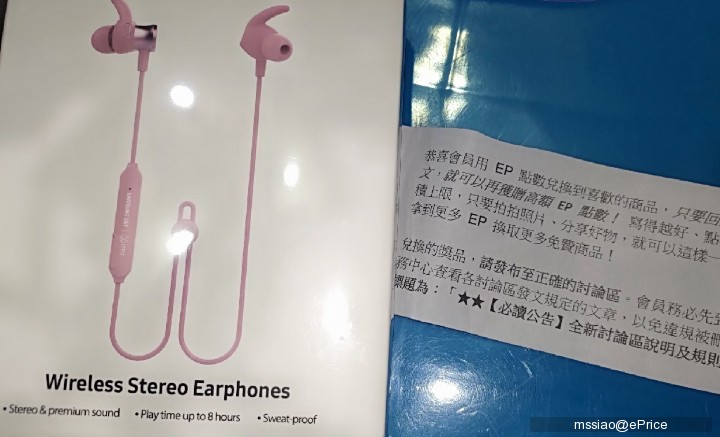 Wireless Stereo Earphones
• Stereo & premium sound • Play time up to 8 hours • Sweat-proof
恭喜會員用 EP 點數兌換到喜歡的商品，只要回
文，就可以再獲贈高額 EP 點數！ 寫得越好、點
積上限，只要拍拍照片、分享好物，就可以這樣一
拿到更多 EP 換取更多免費商品！
兌換的獎品，請發布至正確的討論區。會員務必先至
務中心查看各討論區發文規定的文章，以免違規被刪
標題為：「★★【必讀公告】全新討論區說明及規則
mssiao@ePrice